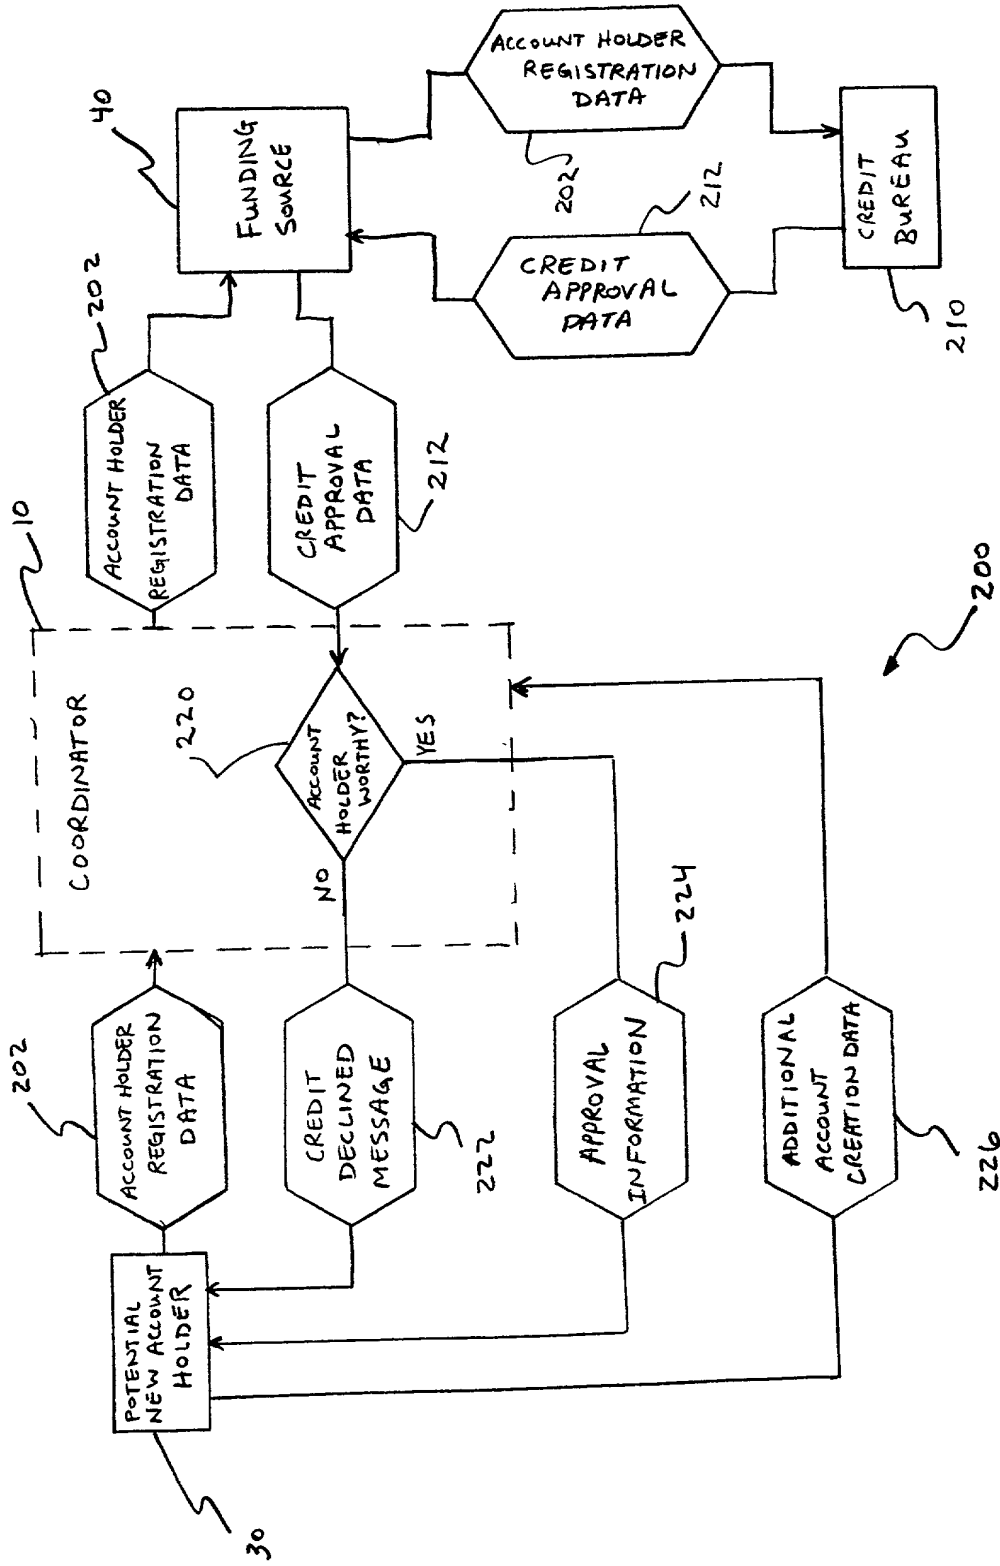 POTENTIAL
NEW ACCOUNT
HOLDER
30
202
ACCOUNT HOLDER
REGISTRATION
DATA
COORDINATOR
10
202
ACCOUNT HOLDER
REGISTRATION
DATA
40
FUNDING
SOURCE
CREDIT
DECLINED
MESSAGE
222
NO
220
ACCOUNT
HOLDER
WORTHY?
YES
CREDIT
APPROVAL
DATA
212
ACCOUNT HOLDER
REGISTRATION
DATA
202
CREDIT
APPROVAL
DATA
212
CREDIT
BUREAU
210
APPROVAL
INFORMATION
224
ADDITIONAL
ACCOUNT
CREATION DATA
226
200